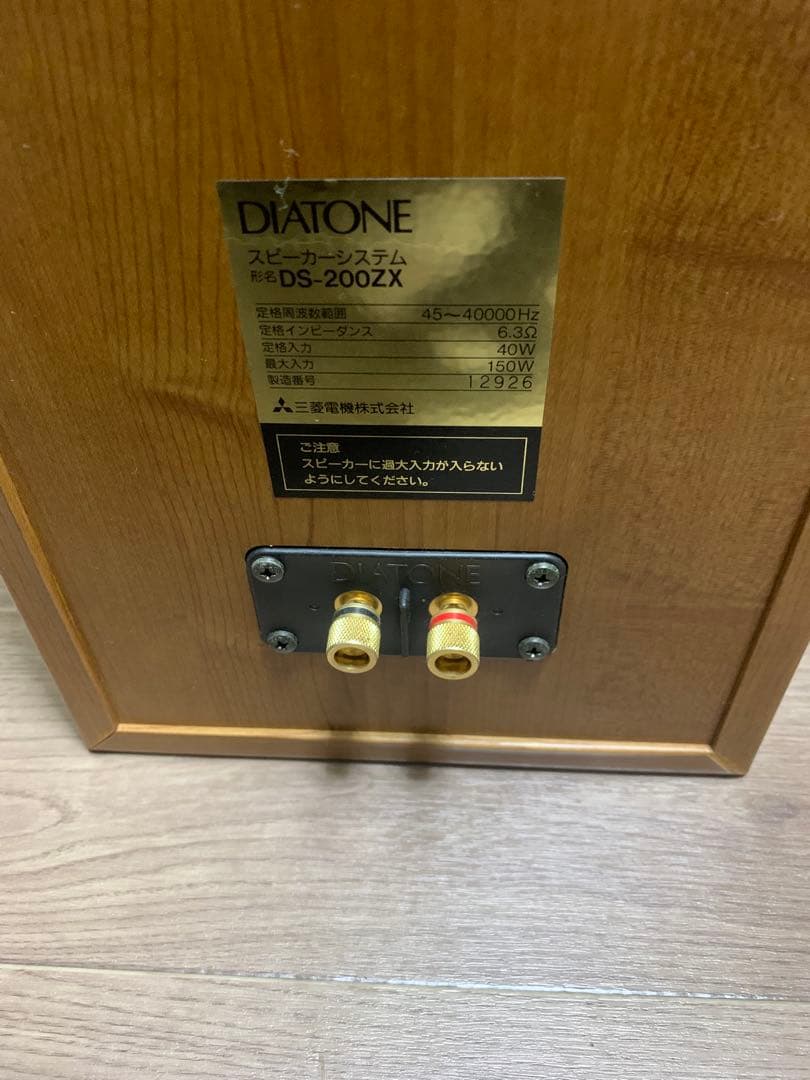 DIATONE
スピーカーシステム
形名 DS-200ZX
定格周波数範囲 45〜40000Hz
定格インピーダンス 6.3Ω
定格入力 40W
最大入力 150W
製造番号 12926
三菱電機株式会社
ご注意
スピーカーに過大入力が入らない
ようにしてください。
DIATONE